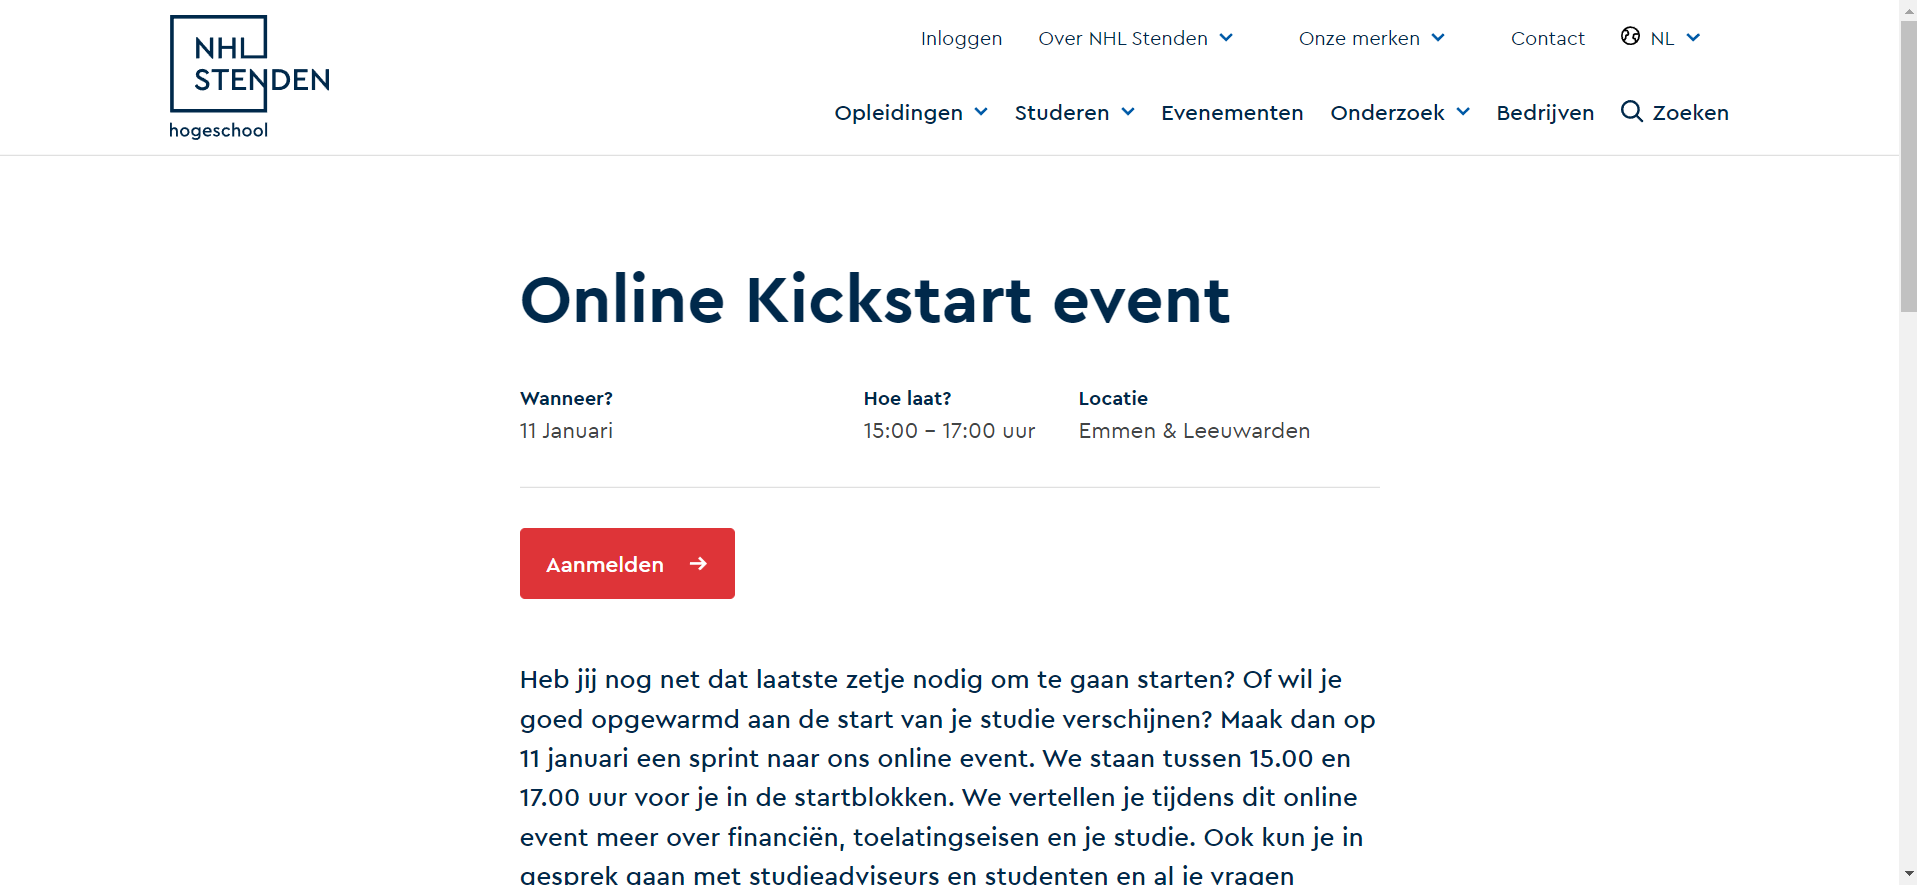 NHL
STENDEN
hogeschool
Inloggen Over NHL Stenden Onze merken Contact NL
Opleidingen Studeren Evenementen Onderzoek Bedrijven Zoeken
Online Kickstart event
Wanneer? Hoe laat? Locatie
11 Januari 15:00 - 17:00 uur Emmen & Leeuwarden
Aanmelden
Heb jij nog net dat laatste zetje nodig om te gaan starten? Of wil je
goed opgewarmd aan de start van je studie verschijnen? Maak dan op
11 januari een sprint naar ons online event. We staan tussen 15.00 en
17.00 uur voor je in de startblokken. We vertellen je tijdens dit online
event meer over financiën, toelatingseisen en je studie. Ook kun je in
gesprek gaan met studieadviseurs en studenten en al je vragen